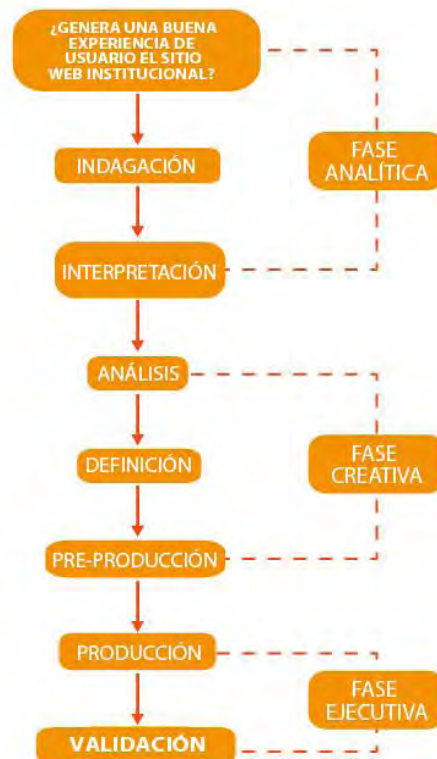 ¿GENERA UNA BUENA
EXPERIENCIA DE
USUARIO EL SITIO
WEB INSTITUCIONAL?
INDAGACIÓN
FASE
ANALÍTICA
INTERPRETACIÓN
ANÁLISIS
DEFINICIÓN
FASE
CREATIVA
PRE-PRODUCCIÓN
PRODUCCIÓN
FASE
EJECUTIVA
VALIDACIÓN